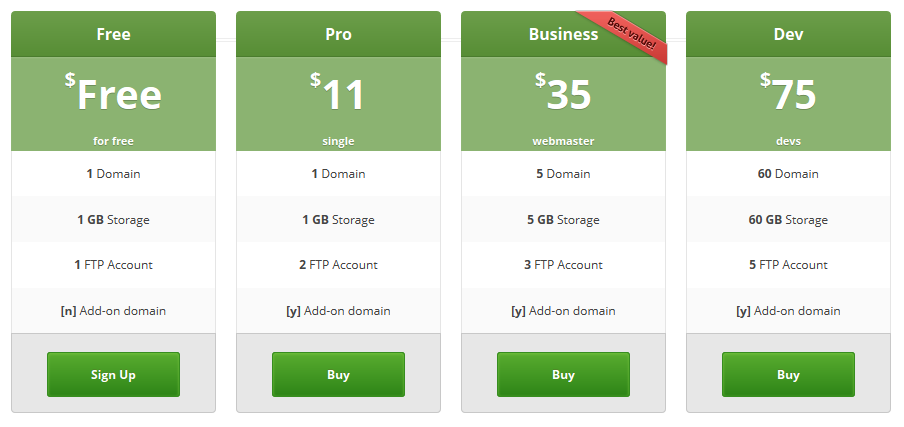 Free
$Free
for free
1 Domain
1 GB Storage
1 FTP Account
[n] Add-on domain
Sign Up
Pro
$11
single
1 Domain
1 GB Storage
2 FTP Account
[y] Add-on domain
Buy
Business
Best value!
$35
webmaster
5 Domain
5 GB Storage
3 FTP Account
[y] Add-on domain
Buy
Dev
$75
devs
60 Domain
60 GB Storage
5 FTP Account
[y] Add-on domain
Buy